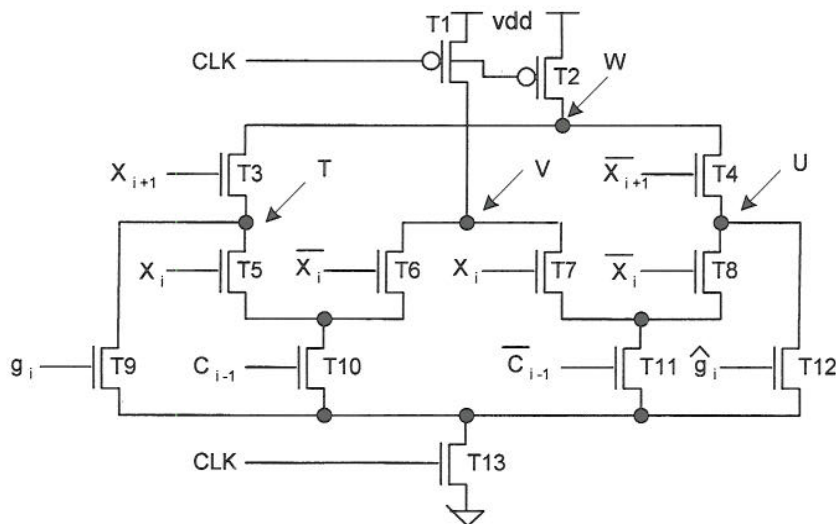 T1 vdd
CLK T2 W
X i+1 T3 T V X̅ i+1 T4 U
X i T5 X̅ i T6 X i T7 X̅ i T8
g i T9 C i-1 T10 C̅ i-1 T11 ĝ i T12
CLK T13